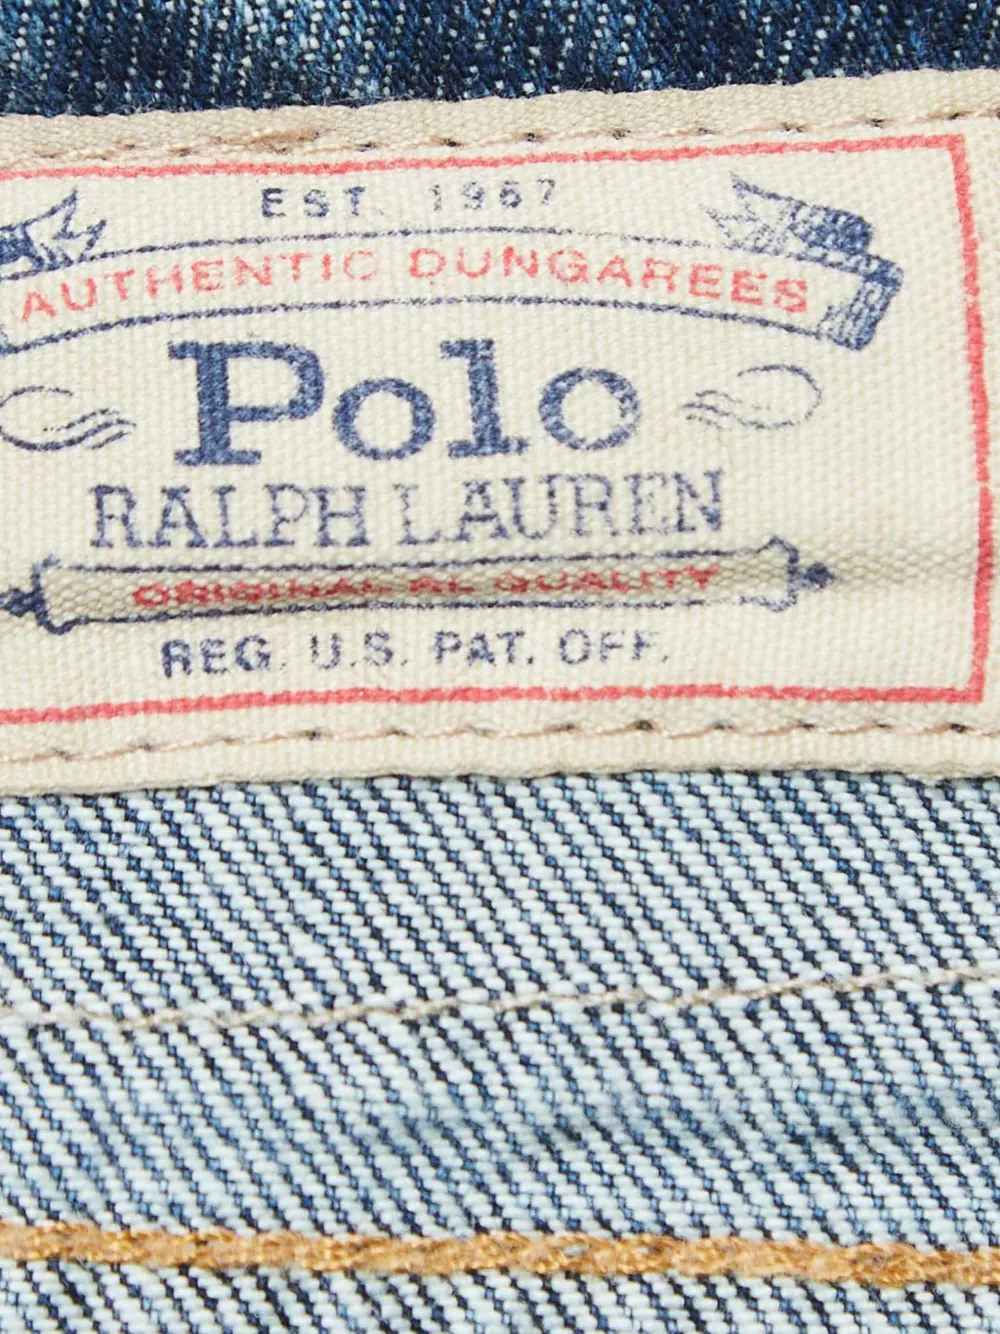 EST. 1967
AUTHENTIC DUNGAREES
Polo
RALPH LAUREN
ORIGINAL RL QUALITY
REG. U.S. PAT. OFF.